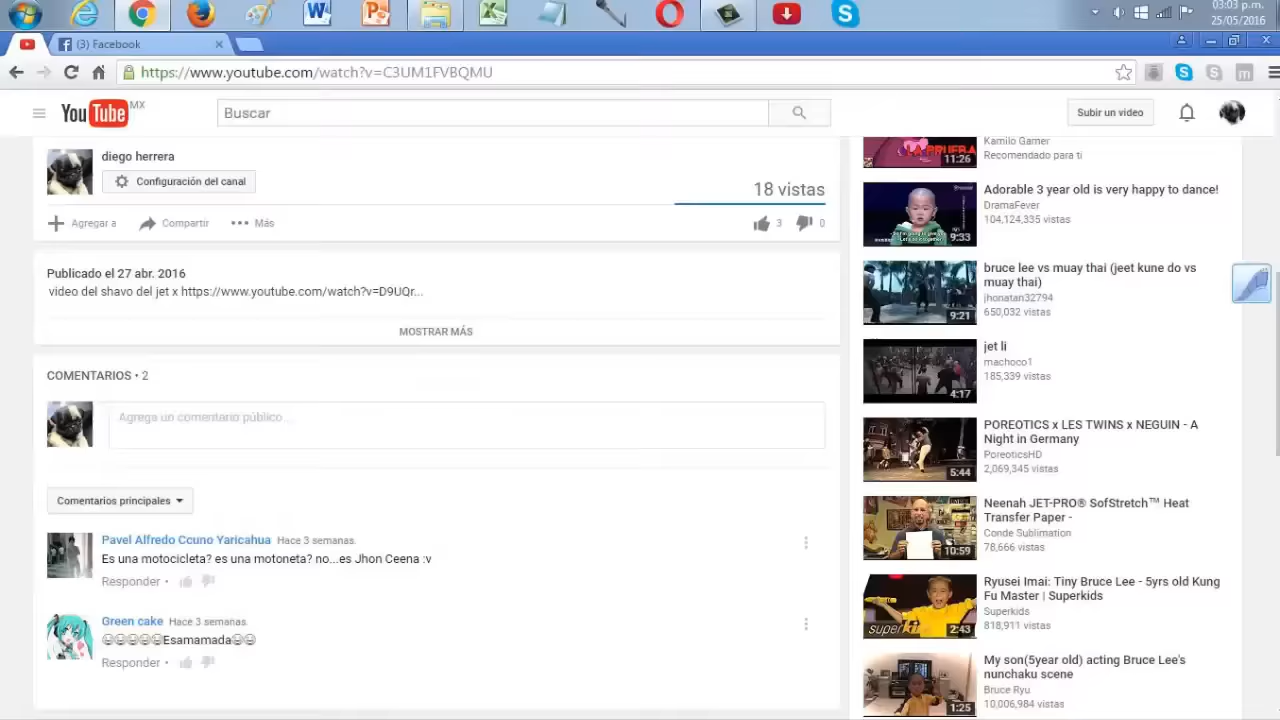 03:03 p.m.
25/05/2016
(3) Facebook
https://www.youtube.com/watch?v=C3UM1FVBQMU
YouTube MX
Buscar
Subir un video
diego herrera
Configuración del canal
18 vistas
Agregar a
Compartir
Más
3
0
Publicado el 27 abr. 2016
video del shavo del jet x https://www.youtube.com/watch?v=D9UQr...
MOSTRAR MÁS
COMENTARIOS • 2
Agrega un comentario público...
Comentarios principales
Pavel Alfredo Ccuno Yaricahua Hace 3 semanas.
Es una motocicleta? es una motoneta? no...es Jhon Ceena :v
Responder •
Green cake Hace 3 semanas.
😂😂😂😂😂Esamamada😂😂
Responder •
LA PRUEBA
11:26
Kamilo Gamer
Recomendado para ti
9:33
Adorable 3 year old is very happy to dance!
DramaFever
104,124,335 vistas
9:21
bruce lee vs muay thai (jeet kune do vs
muay thai)
jhonatan32794
650,032 vistas
4:17
jet li
machoco1
185,339 vistas
5:44
POREOTICS x LES TWINS x NEGUIN - A
Night in Germany
PoreoticsHD
2,069,345 vistas
10:59
Neenah JET-PRO® SofStretch™ Heat
Transfer Paper -
Conde Sublimation
78,666 vistas
2:43
Ryusei Imai: Tiny Bruce Lee - 5yrs old Kung
Fu Master | Superkids
Superkids
818,911 vistas
1:25
My son(5year old) acting Bruce Lee's
nunchaku scene
Bruce Ryu
10,006,984 vistas